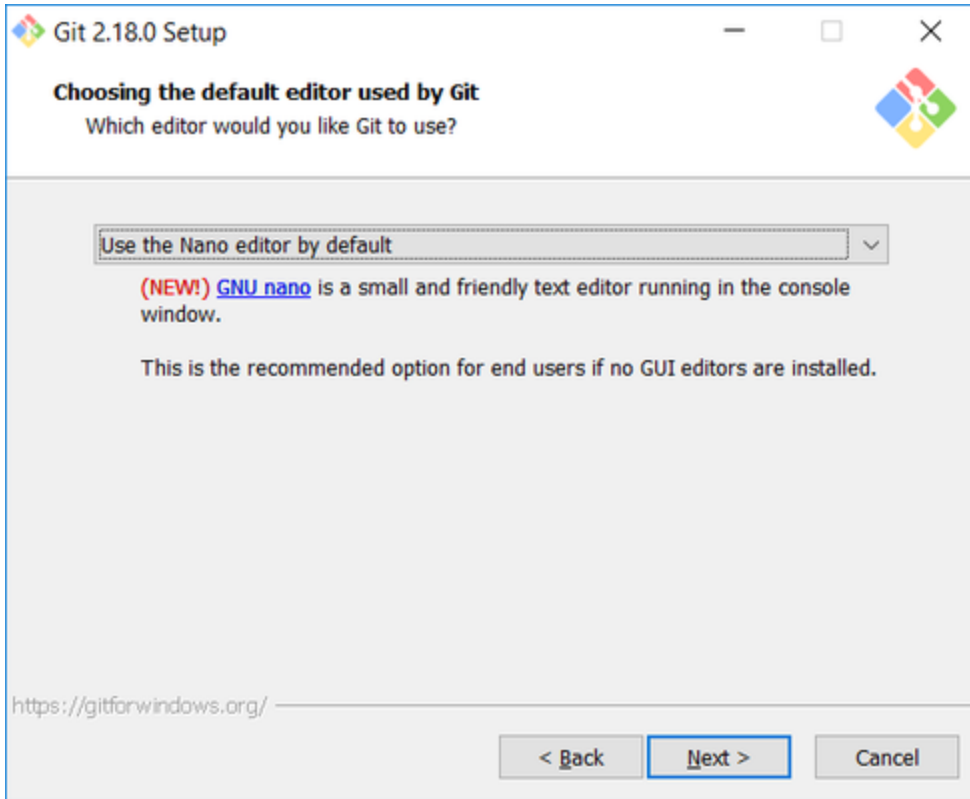 Git 2.18.0 Setup
Choosing the default editor used by Git
Which editor would you like Git to use?
Use the Nano editor by default
(NEW!) GNU nano is a small and friendly text editor running in the console
window.
This is the recommended option for end users if no GUI editors are installed.
https://gitforwindows.org/
< Back
Next >
Cancel